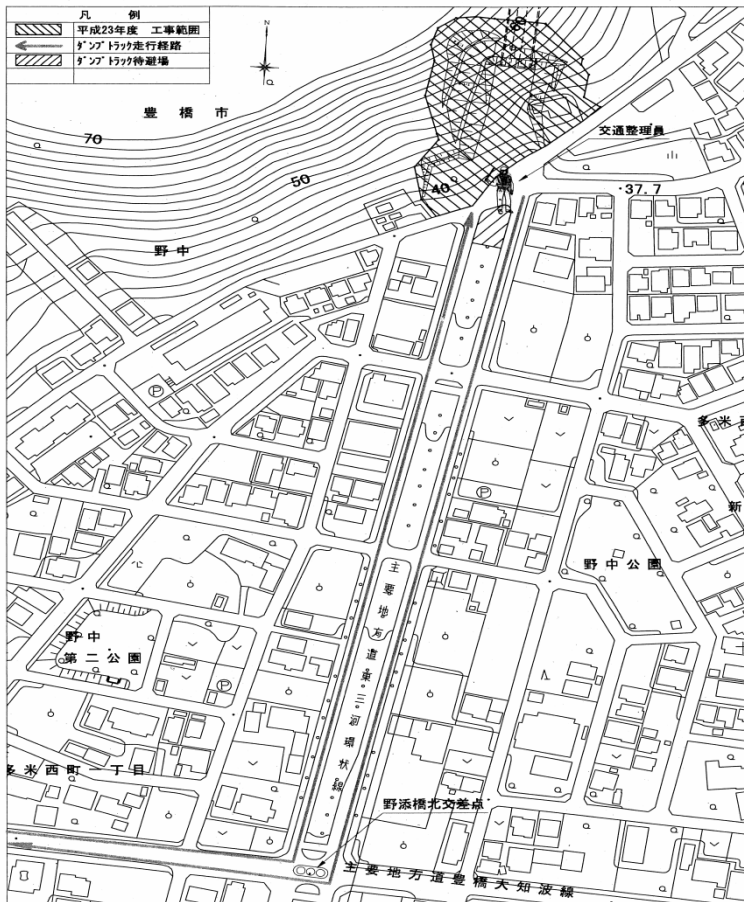 凡 例
平成23年度 工事範囲
ダンプトラック走行経路
ダンプトラック待避場
N
豊橋市
60
交通整理員
70
50
40
37.7
野中
P
多米
P
新
野中公園
主要地方道東三河環状線
野中
第二公園
P
多米西町一丁目
野添橋北交差点
主要地方道豊橋大知波線